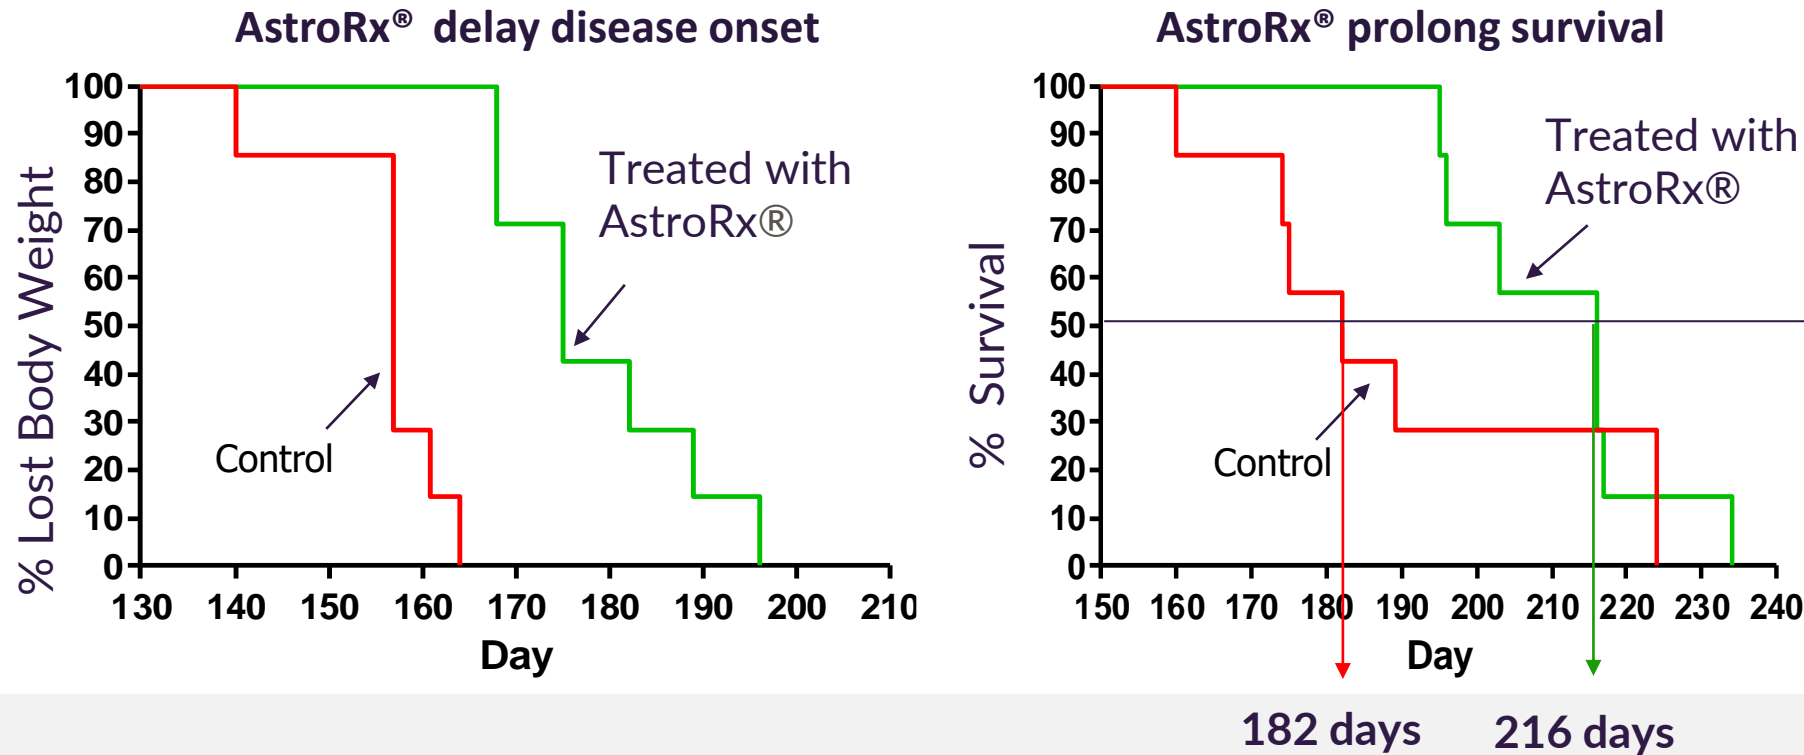 AstroRx® delay disease onset
% Lost Body Weight
100
90
80
70
60
50
40
30
20
10
0
130 140 150 160 170 180 190 200 210
Day
Treated with
AstroRx®
Control
AstroRx® prolong survival
% Survival
100
90
80
70
60
50
40
30
20
10
0
150 160 170 180 190 200 210 220 230 240
Day
Treated with
AstroRx®
Control
182 days 216 days